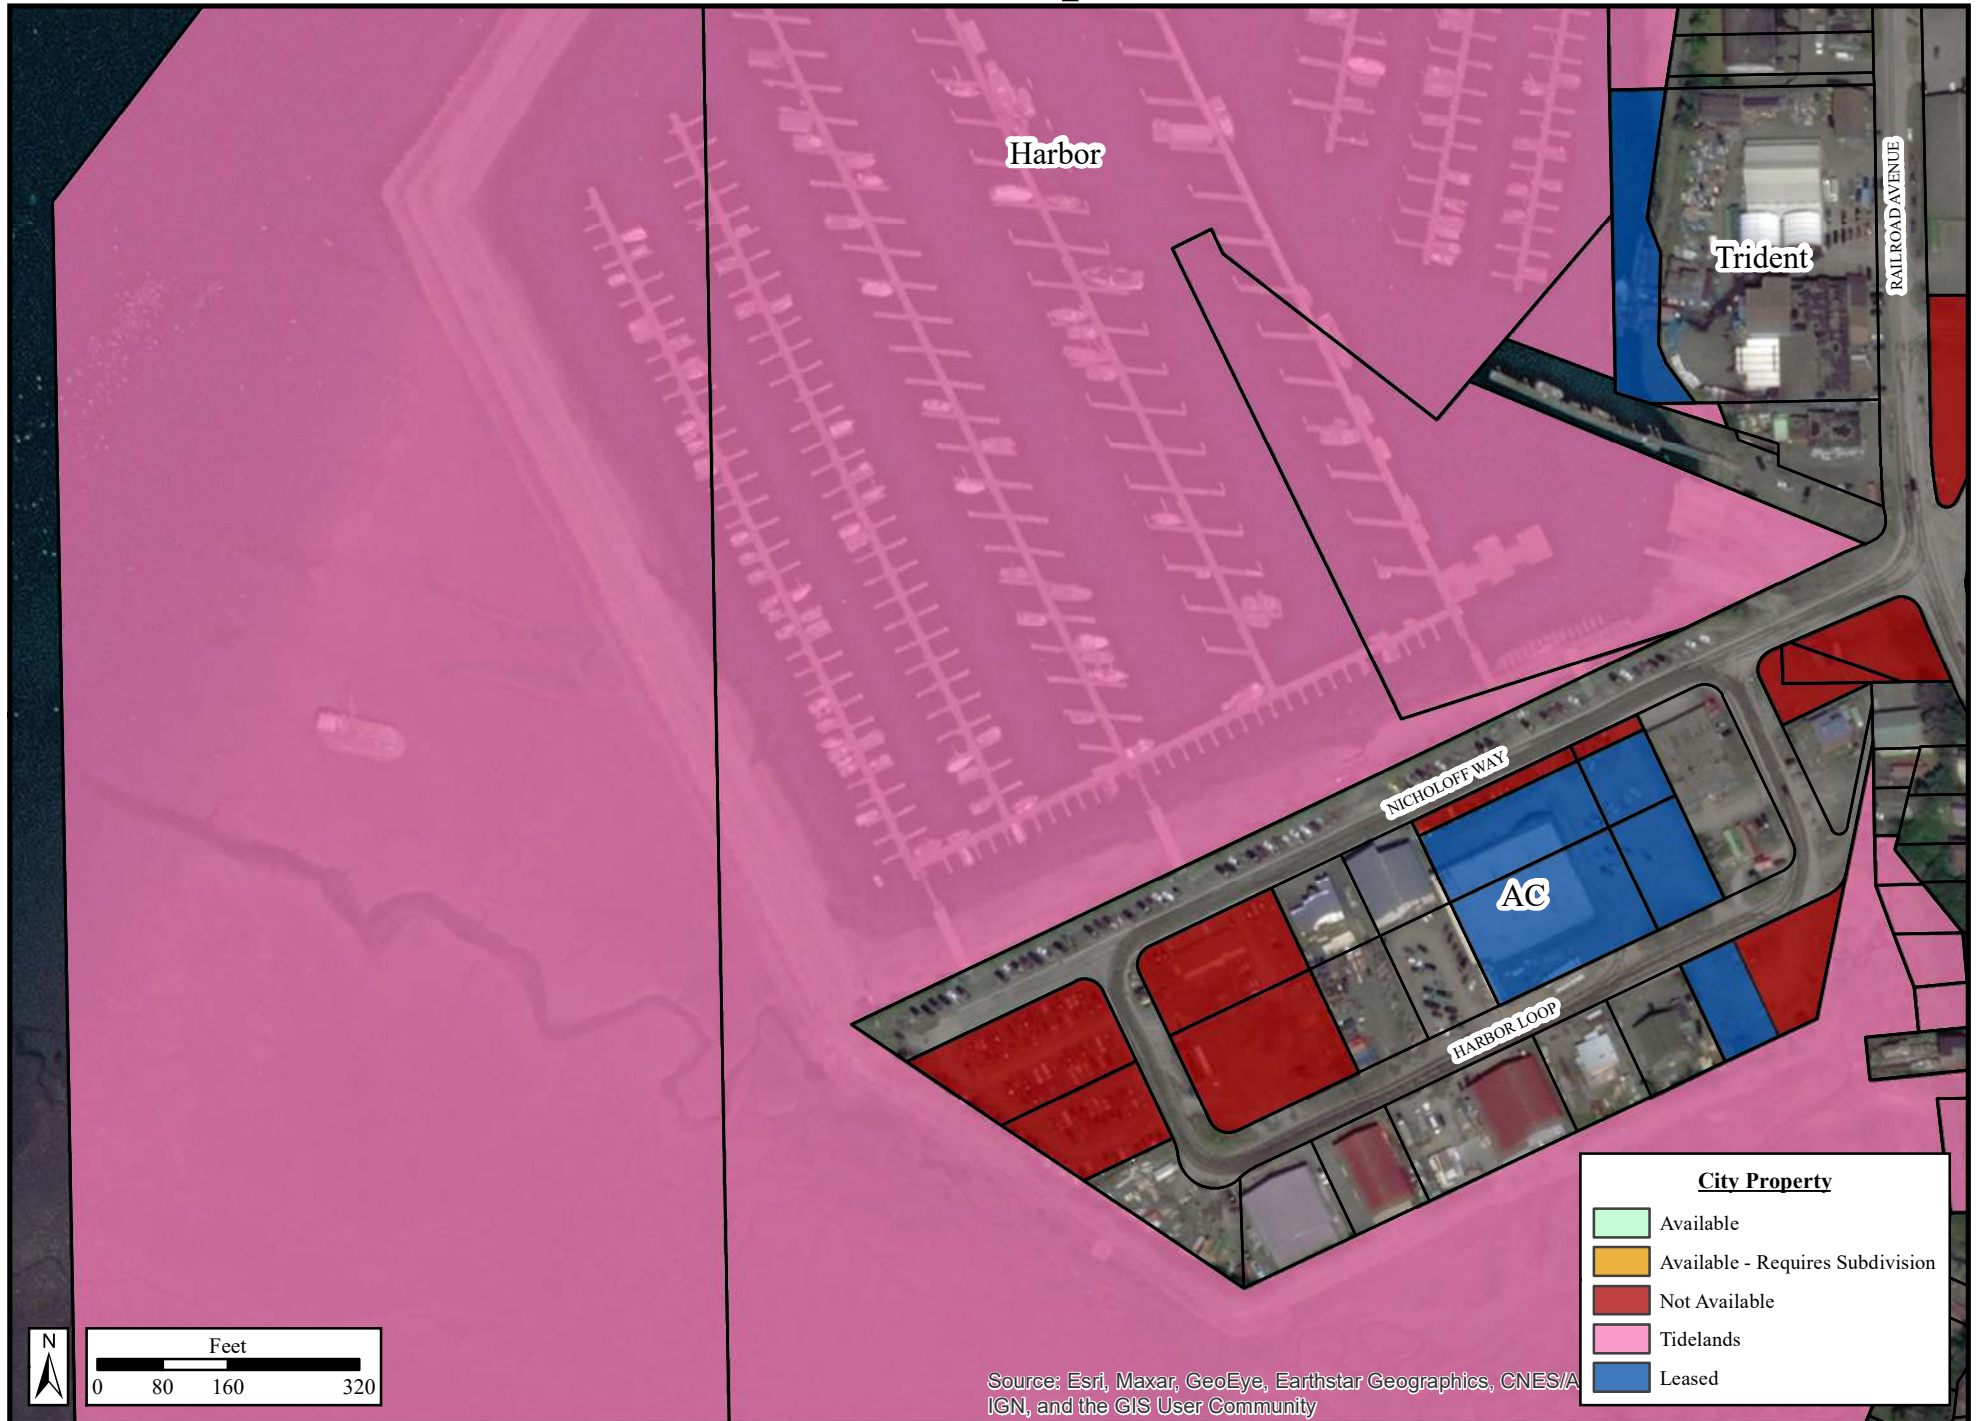 Harbor
Trident
RAILROAD AVENUE
NICHOLOFF WAY
AC
HARBOR LOOP
City Property
Available
Available - Requires Subdivision
Not Available
Tidelands
Leased
N
Feet
0 80 160 320
Source: Esri, Maxar, GeoEye, Earthstar Geographics, CNES/A
IGN, and the GIS User Community